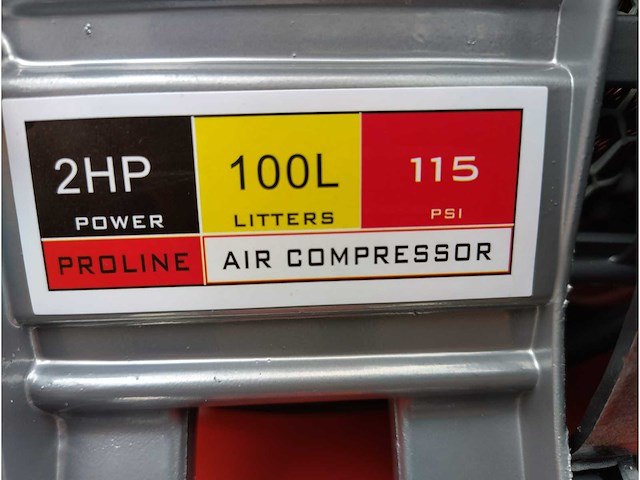 2HP 100L 115
POWER LITTERS PSI
PROLINE AIR COMPRESSOR